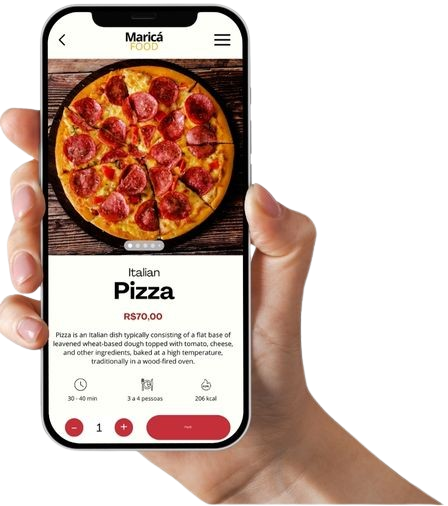 Maricá
FOOD
Italian
Pizza
R$70,00
Pizza is an Italian dish typically consisting of a flat base of
leavened wheat-based dough topped with tomato, cheese,
and other ingredients, baked at a high temperature,
traditionally in a wood-fired oven.
30 - 40 min
3 a 4 pessoas
206 kcal
- 1 +